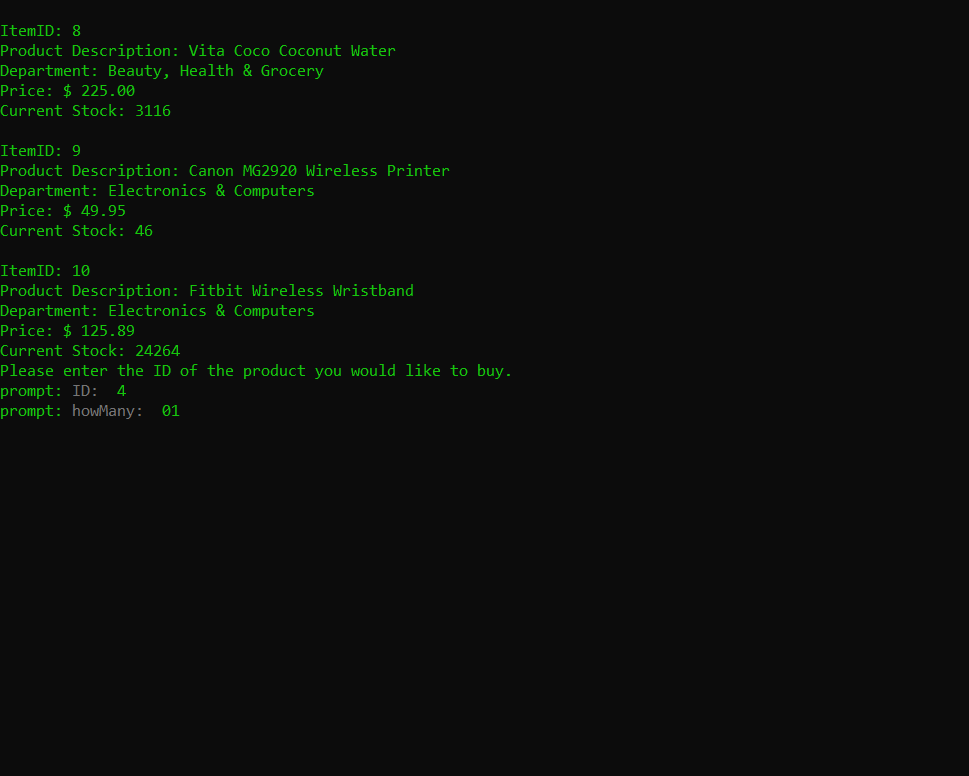 ItemID: 8
Product Description: Vita Coco Coconut Water
Department: Beauty, Health & Grocery
Price: $ 225.00
Current Stock: 3116
ItemID: 9
Product Description: Canon MG2920 Wireless Printer
Department: Electronics & Computers
Price: $ 49.95
Current Stock: 46
ItemID: 10
Product Description: Fitbit Wireless Wristband
Department: Electronics & Computers
Price: $ 125.89
Current Stock: 24264
Please enter the ID of the product you would like to buy.
prompt: ID:  4
prompt: howMany:  01